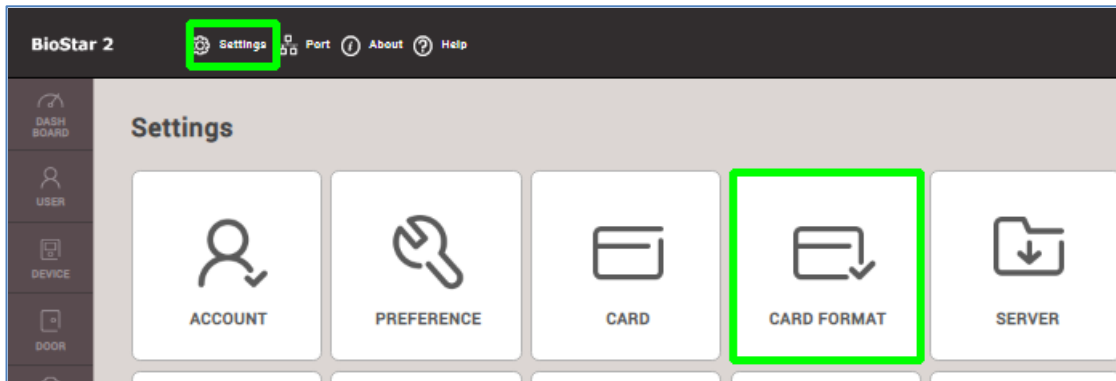 BioStar 2 Settings Port About Help
DASH
BOARD
Settings
USER
DEVICE
DOOR
ACCOUNT PREFERENCE CARD CARD FORMAT SERVER